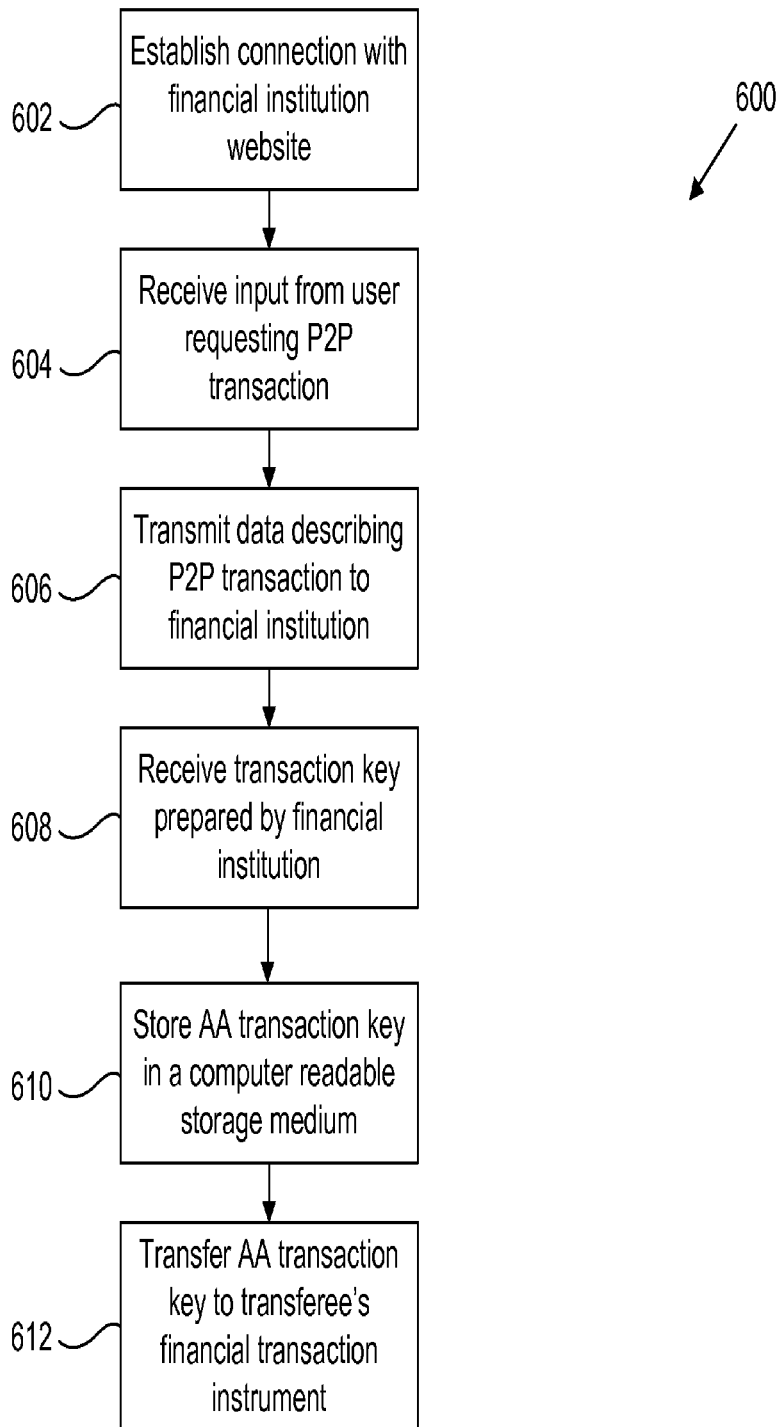 Establish connection with
financial institution
website
602
600
Receive input from user
requesting P2P
transaction
604
Transmit data describing
P2P transaction to
financial institution
606
Receive transaction key
prepared by financial
institution
608
Store AA transaction key
in a computer readable
storage medium
610
Transfer AA transaction
key to transferee's
financial transaction
instrument
612